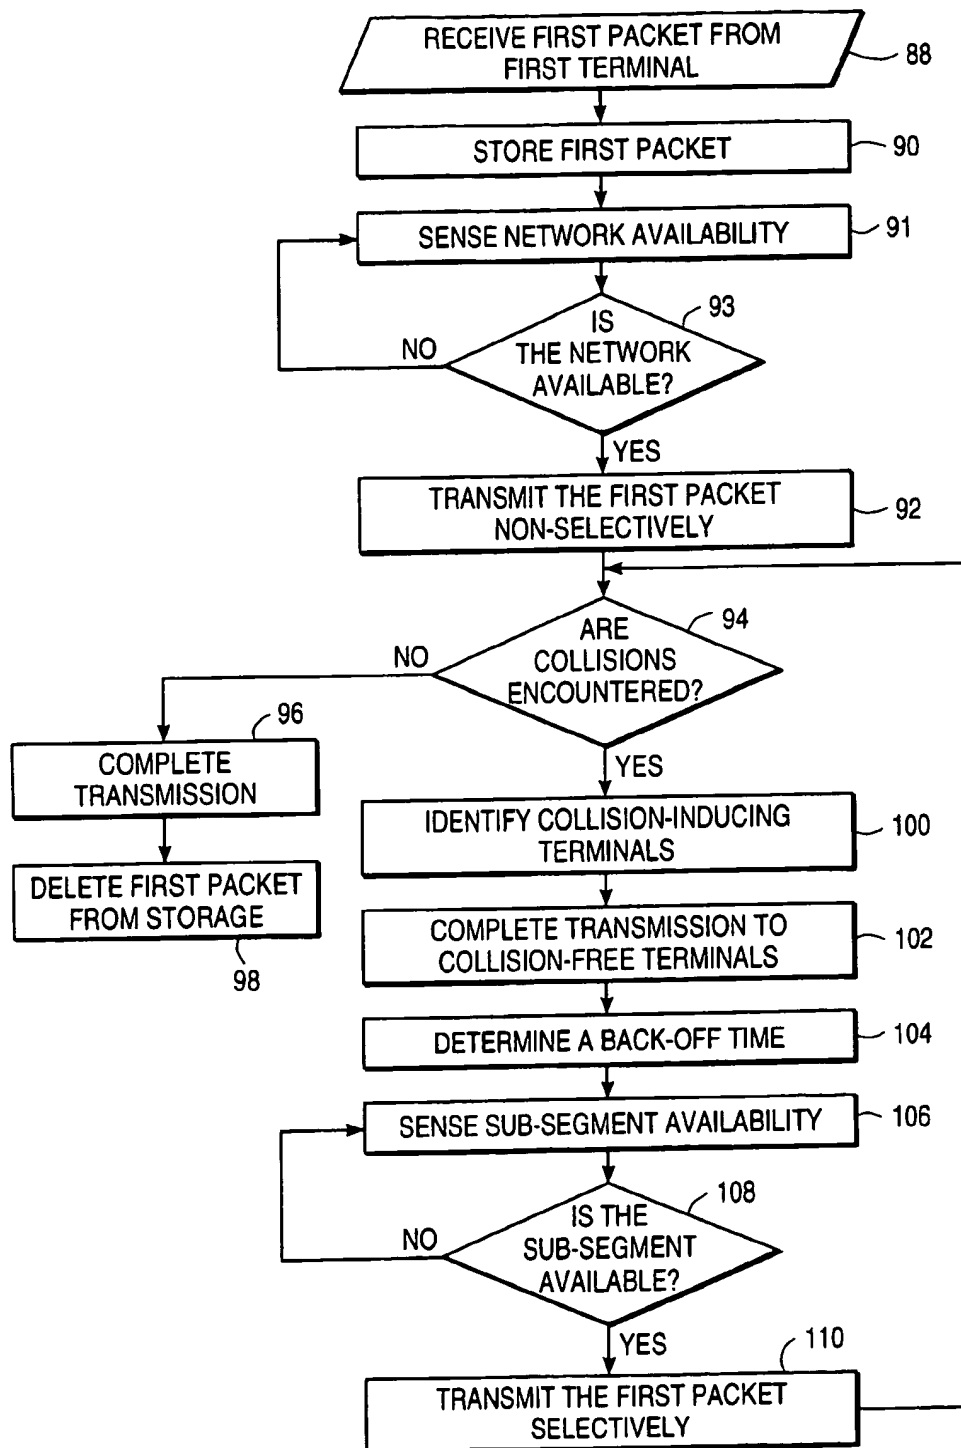 RECEIVE FIRST PACKET FROM
FIRST TERMINAL
88
STORE FIRST PACKET
90
SENSE NETWORK AVAILABILITY
91
93
IS
THE NETWORK
AVAILABLE?
NO
YES
TRANSMIT THE FIRST PACKET
NON-SELECTIVELY
92
94
ARE
COLLISIONS
ENCOUNTERED?
NO
YES
96
COMPLETE
TRANSMISSION
DELETE FIRST PACKET
FROM STORAGE
98
IDENTIFY COLLISION-INDUCING
TERMINALS
100
COMPLETE TRANSMISSION TO
COLLISION-FREE TERMINALS
102
DETERMINE A BACK-OFF TIME
104
SENSE SUB-SEGMENT AVAILABILITY
106
108
IS THE
SUB-SEGMENT
AVAILABLE?
NO
YES
110
TRANSMIT THE FIRST PACKET
SELECTIVELY